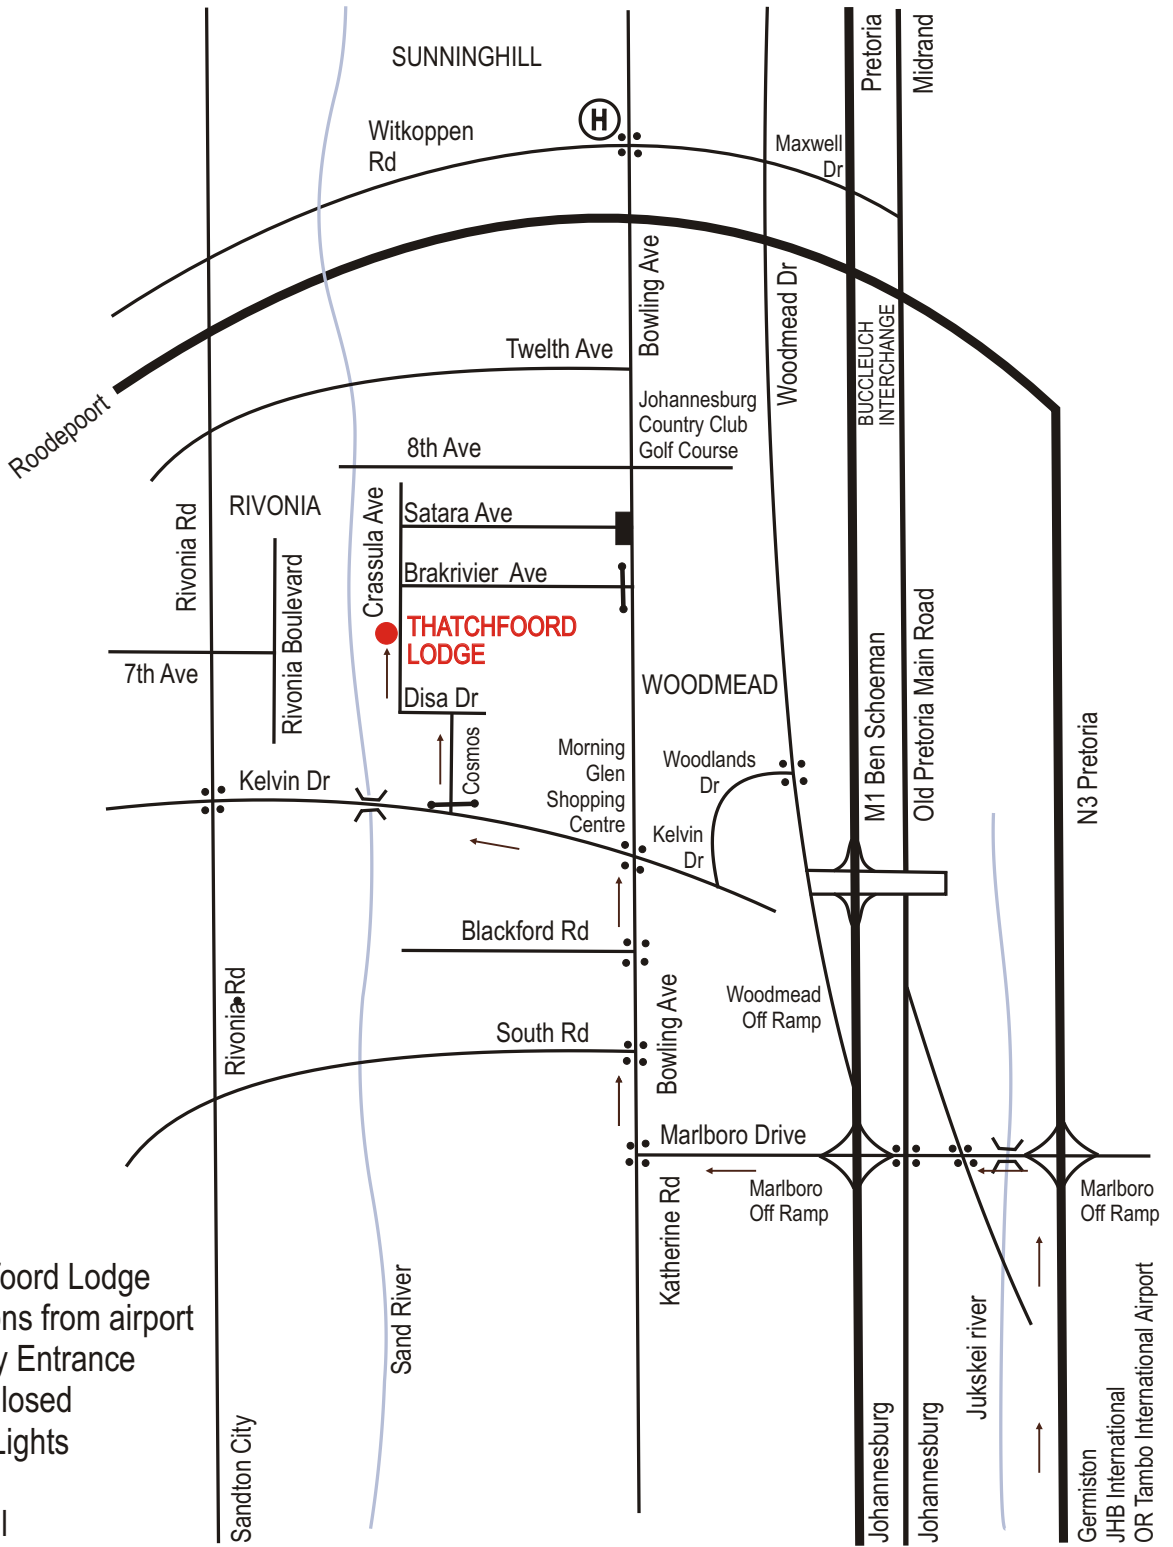 SUNNINGHILL
Pretoria
Midrand
H
Witkoppen
Rd
Maxwell
Dr
Bowling Ave
Woodmead Dr
BUCCLEUCH
INTERCHANGE
Twelth Ave
Roodepoort
Johannesburg
Country Club
Golf Course
8th Ave
Rivonia Rd
RIVONIA
Crassula Ave
Satara Ave
Brakrivier Ave
Rivonia Boulevard
THATCHFOORD
LODGE
7th Ave
Disa Dr
WOODMEAD
M1 Ben Schoeman
Old Pretoria Main Road
N3 Pretoria
Kelvin Dr
Cosmos
Morning
Glen
Shopping
Centre
Woodlands
Dr
Kelvin
Dr
Blackford Rd
Rivonia Rd
Bowling Ave
Woodmead
Off Ramp
South Rd
Marlboro Drive
Marlboro
Off Ramp
Marlboro
Off Ramp
Katherine Rd
Sand River
Jukskei river
oord Lodge
ns from airport
y Entrance
losed
Lights
l
Sandton City
Johannesburg
Johannesburg
Germiston
JHB International
OR Tambo International Airport